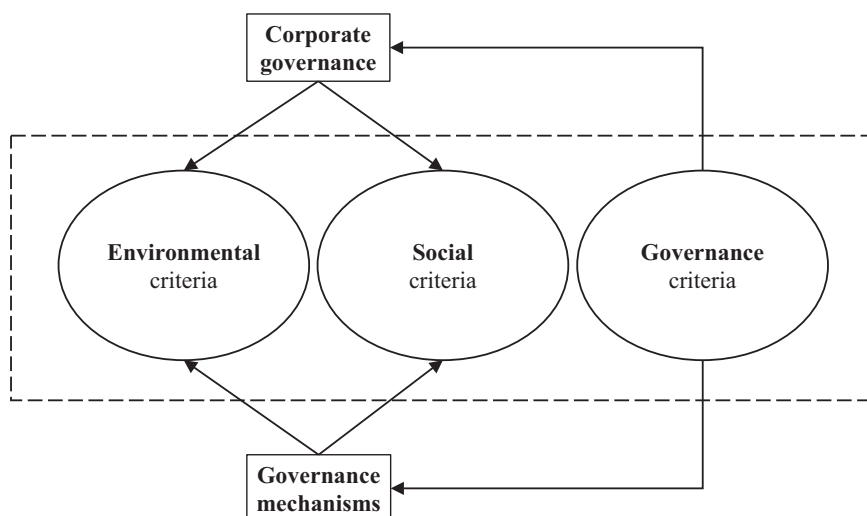 Corporate
governance
Environmental
criteria
Social
criteria
Governance
criteria
Governance
mechanisms